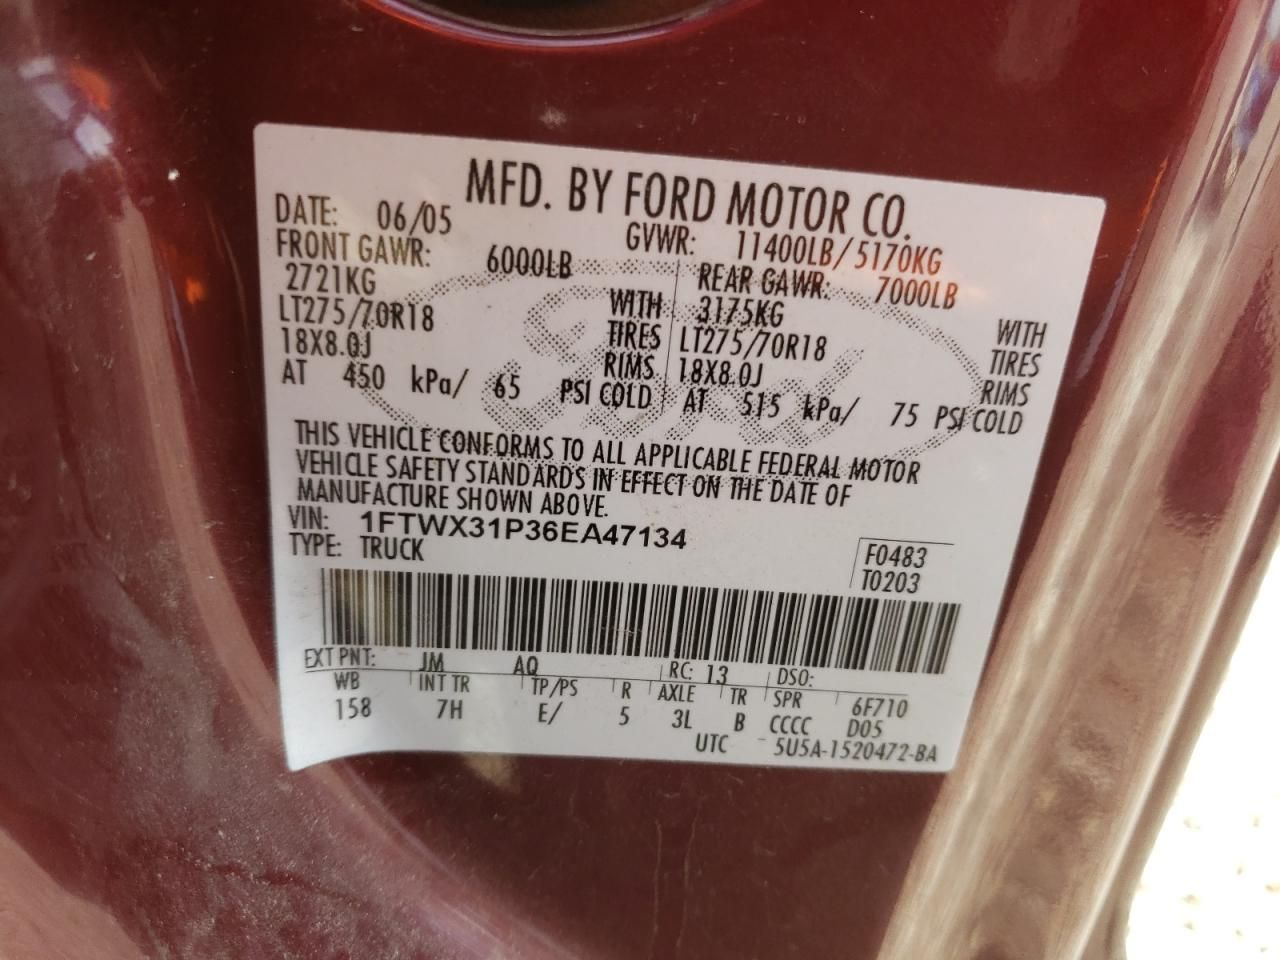 MFD. BY FORD MOTOR CO.
DATE: 06/05 GVWR: 11400LB/ 5170KG
FRONT GAWR: 6000LB REAR GAWR: 7000LB
2721KG WITH 3175KG WITH
LT275/70R18 TIRES LT275/70R18 TIRES
18X8.0J RIMS 18X8.0J RIMS
AT 450 kPa/ 65 PSI COLD AT 515 kPa/ 75 PSI COLD
Ford
THIS VEHICLE CONFORMS TO ALL APPLICABLE FEDERAL MOTOR
VEHICLE SAFETY STANDARDS IN EFFECT ON THE DATE OF
MANUFACTURE SHOWN ABOVE.
VIN: 1FTWX31P36EA47134
TYPE: TRUCK
F0483
T0203
EXT PNT: JM AQ RC: 13 DSO:
WB INT TR TP/PS R AXLE TR SPR 6F710
158 7H E/ 5 3L B CCCC D05
UTC 5U5A-1520472-BA